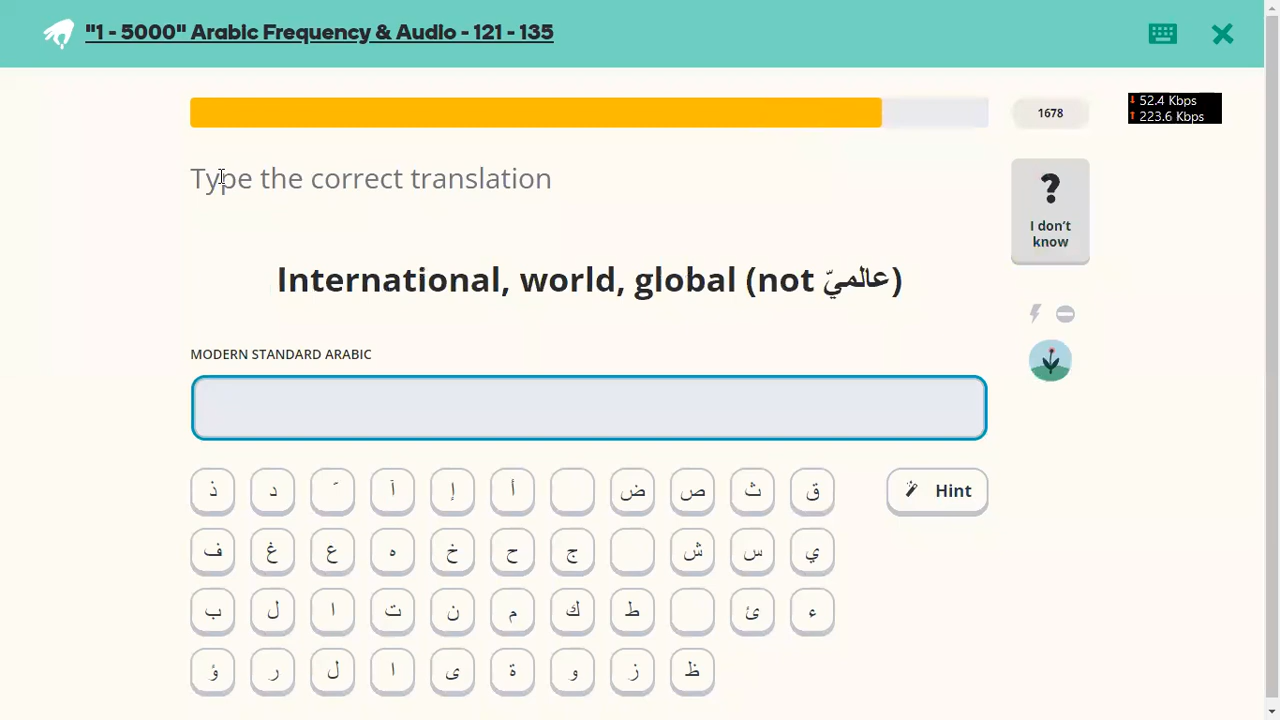 "1 - 5000" Arabic Frequency & Audio - 121 - 135
52.4 Kbps
223.6 Kbps
1678
Type the correct translation
?
I don't know
International, world, global (not عالميّ)
MODERN STANDARD ARABIC
ذ د َ آ إ أ ض ص ث ق
Hint
ف غ ع ه خ ح ج ش س ي
ب ل ا ت ن م ك ط ئ ء
ؤ ر ل ا ى ة و ز ظ